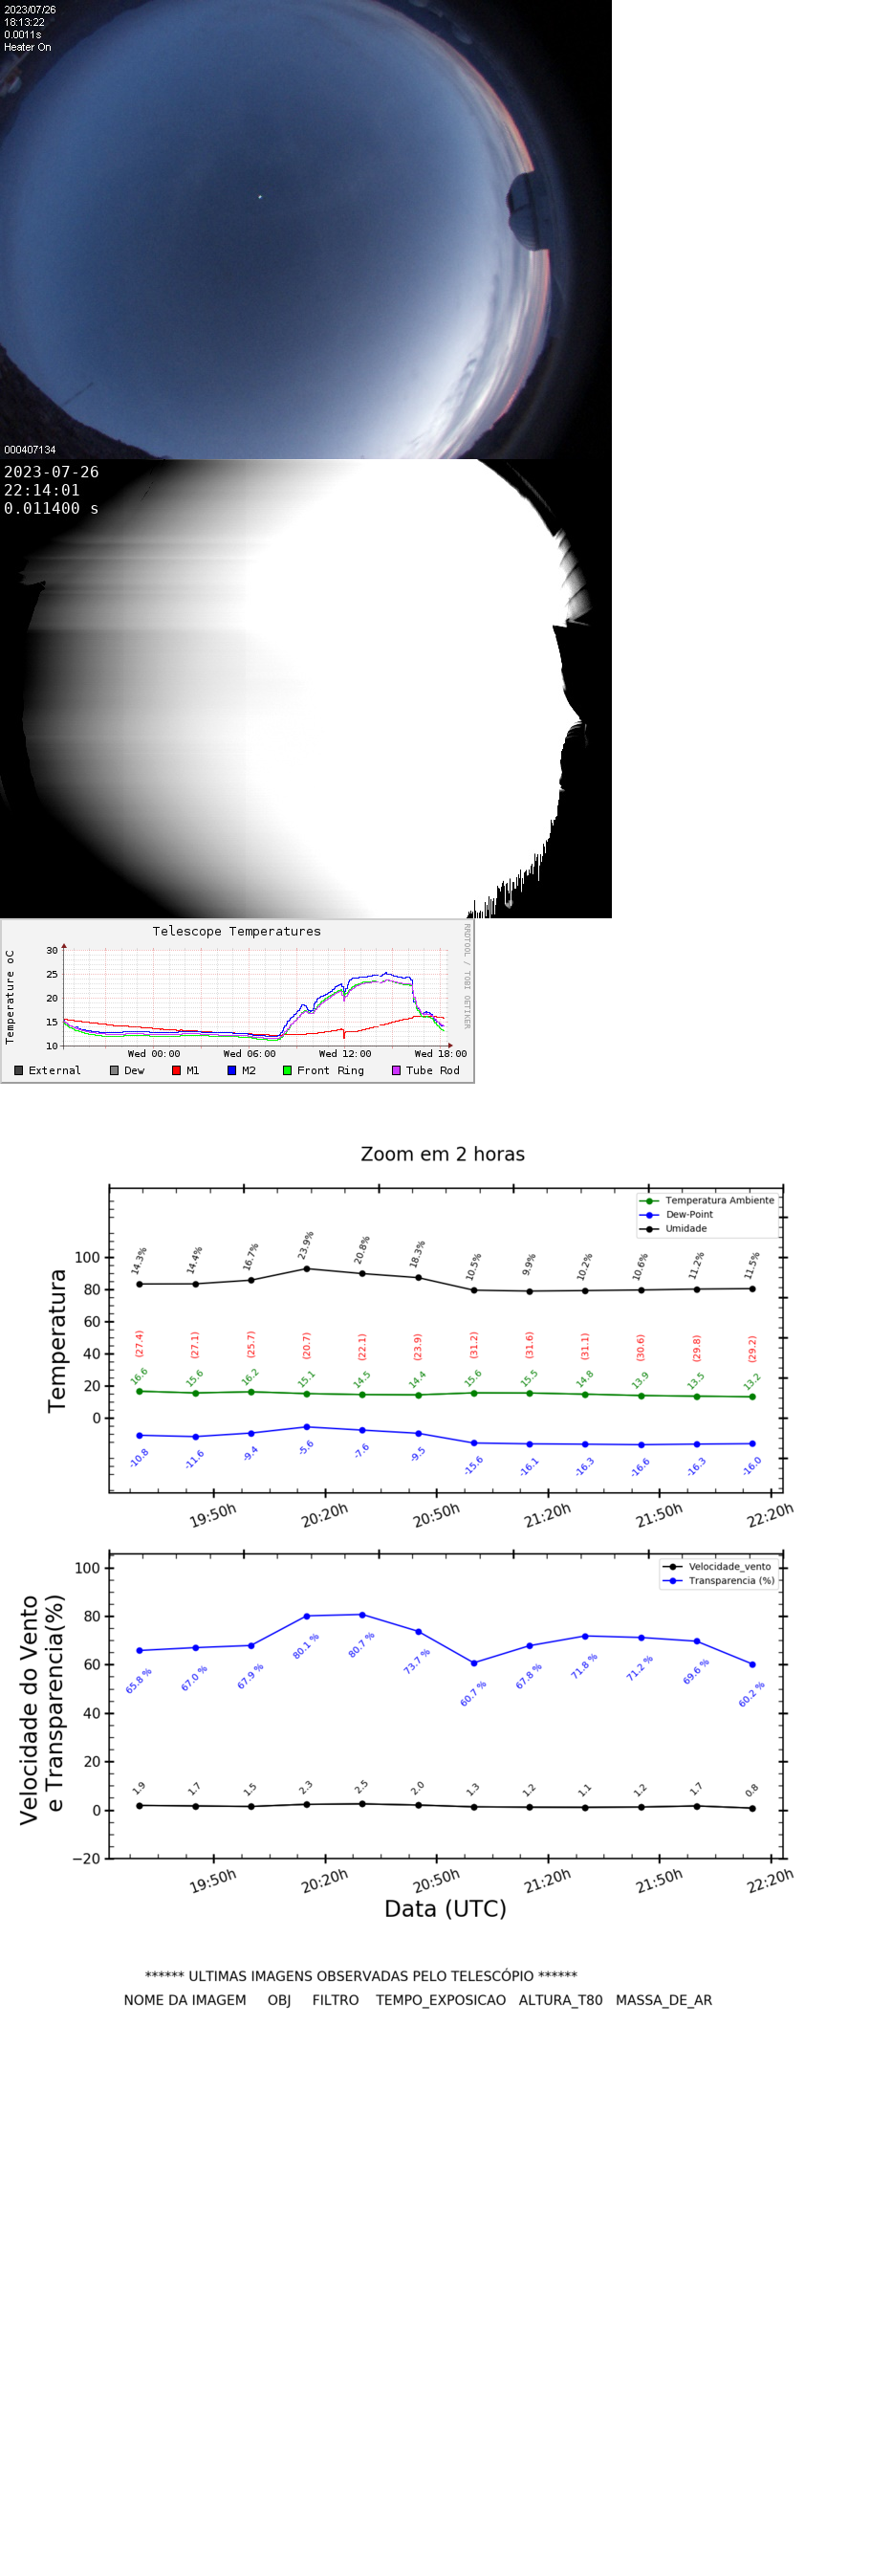 2023/07/26
18:13:22
0.0011s
Heater On
000407134
2023-07-26
22:14:01
0.011400 s
Telescope Temperatures
RRDTOOL / TOBI OETIKER
Temperature oC
30
25
20
15
10
Wed 00:00 Wed 06:00 Wed 12:00 Wed 18:00
External Dew M1 M2 Front Ring Tube Rod
Zoom em 2 horas
Temperatura Ambiente
Dew-Point
Umidade
Temperatura
100
80
60
40
20
0
14.3% 14.4% 16.7% 23.9% 20.8% 18.3% 10.5% 9.9% 10.2% 10.6% 11.2% 11.5%
(27.4) (27.1) (25.7) (20.7) (22.1) (23.9) (31.2) (31.6) (31.1) (30.6) (29.8) (29.2)
16.6 15.6 16.2 15.1 14.5 14.4 15.6 15.5 14.8 13.9 13.5 13.2
-10.8 -11.6 -9.4 -5.6 -7.6 -9.5 -15.6 -16.1 -16.3 -16.6 -16.3 -16.0
19:50h 20:20h 20:50h 21:20h 21:50h 22:20h
Velocidade_vento
Transparencia (%)
Velocidade do Vento
e Transparencia(%)
100
80
60
40
20
0
−20
65.8 % 67.0 % 67.9 % 80.1 % 80.7 % 73.7 % 60.7 % 67.8 % 71.8 % 71.2 % 69.6 % 60.2 %
1.9 1.7 1.5 2.3 2.5 2.0 1.3 1.2 1.1 1.2 1.7 0.8
19:50h 20:20h 20:50h 21:20h 21:50h 22:20h
Data (UTC)
****** ULTIMAS IMAGENS OBSERVADAS PELO TELESCÓPIO ******
NOME DA IMAGEM OBJ FILTRO TEMPO_EXPOSICAO ALTURA_T80 MASSA_DE_AR